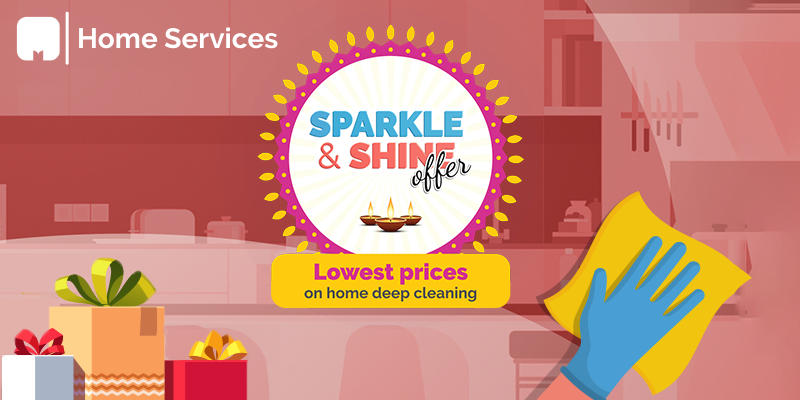 Home Services
SPARKLE
& SHINE
offer
Lowest prices
on home deep cleaning